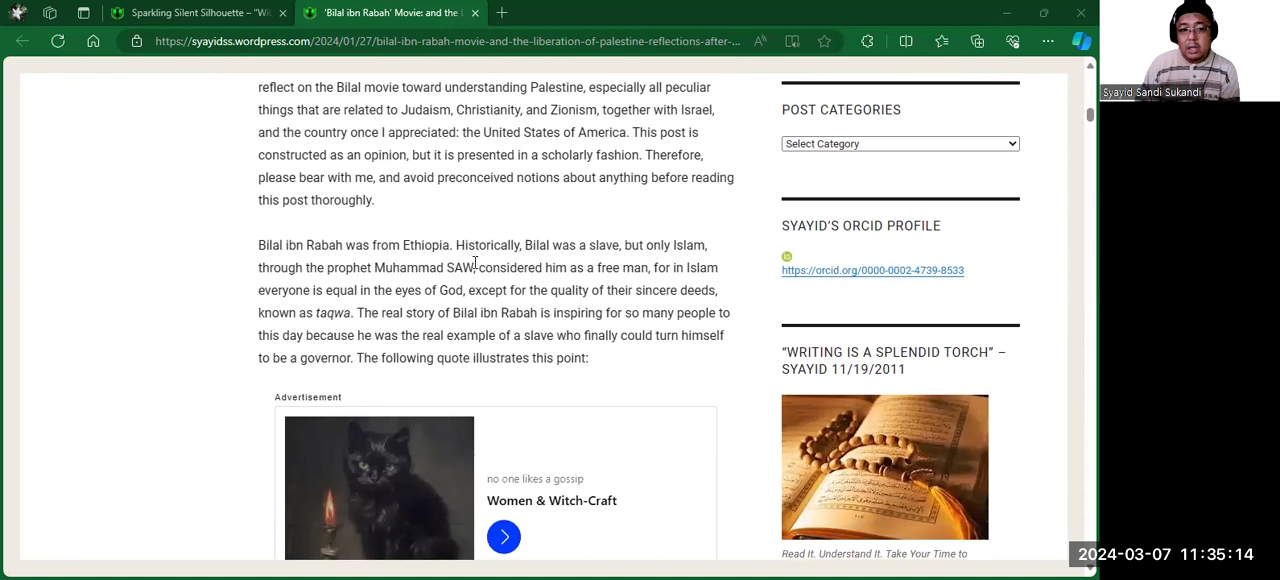 Sparkling Silent Silhouette – "Wri
'Bilal ibn Rabah' Movie: and the L
https://syayidss.wordpress.com/2024/01/27/bilal-ibn-rabah-movie-and-the-liberation-of-palestine-reflections-after-...
Syayid Sandi Sukandi
reflect on the Bilal movie toward understanding Palestine, especially all peculiar
things that are related to Judaism, Christianity, and Zionism, together with Israel,
and the country once I appreciated: the United States of America. This post is
constructed as an opinion, but it is presented in a scholarly fashion. Therefore,
please bear with me, and avoid preconceived notions about anything before reading
this post thoroughly.
Bilal ibn Rabah was from Ethiopia. Historically, Bilal was a slave, but only Islam,
through the prophet Muhammad SAW, considered him as a free man, for in Islam
everyone is equal in the eyes of God, except for the quality of their sincere deeds,
known as taqwa. The real story of Bilal ibn Rabah is inspiring for so many people to
this day because he was the real example of a slave who finally could turn himself
to be a governor. The following quote illustrates this point:
Advertisement
no one likes a gossip
Women & Witch-Craft
POST CATEGORIES
Select Category
SYAYID'S ORCID PROFILE
iD
https://orcid.org/0000-0002-4739-8533
"WRITING IS A SPLENDID TORCH" –
SYAYID 11/19/2011
Read It. Understand It. Take Your Time to
2024-03-07 11:35:14